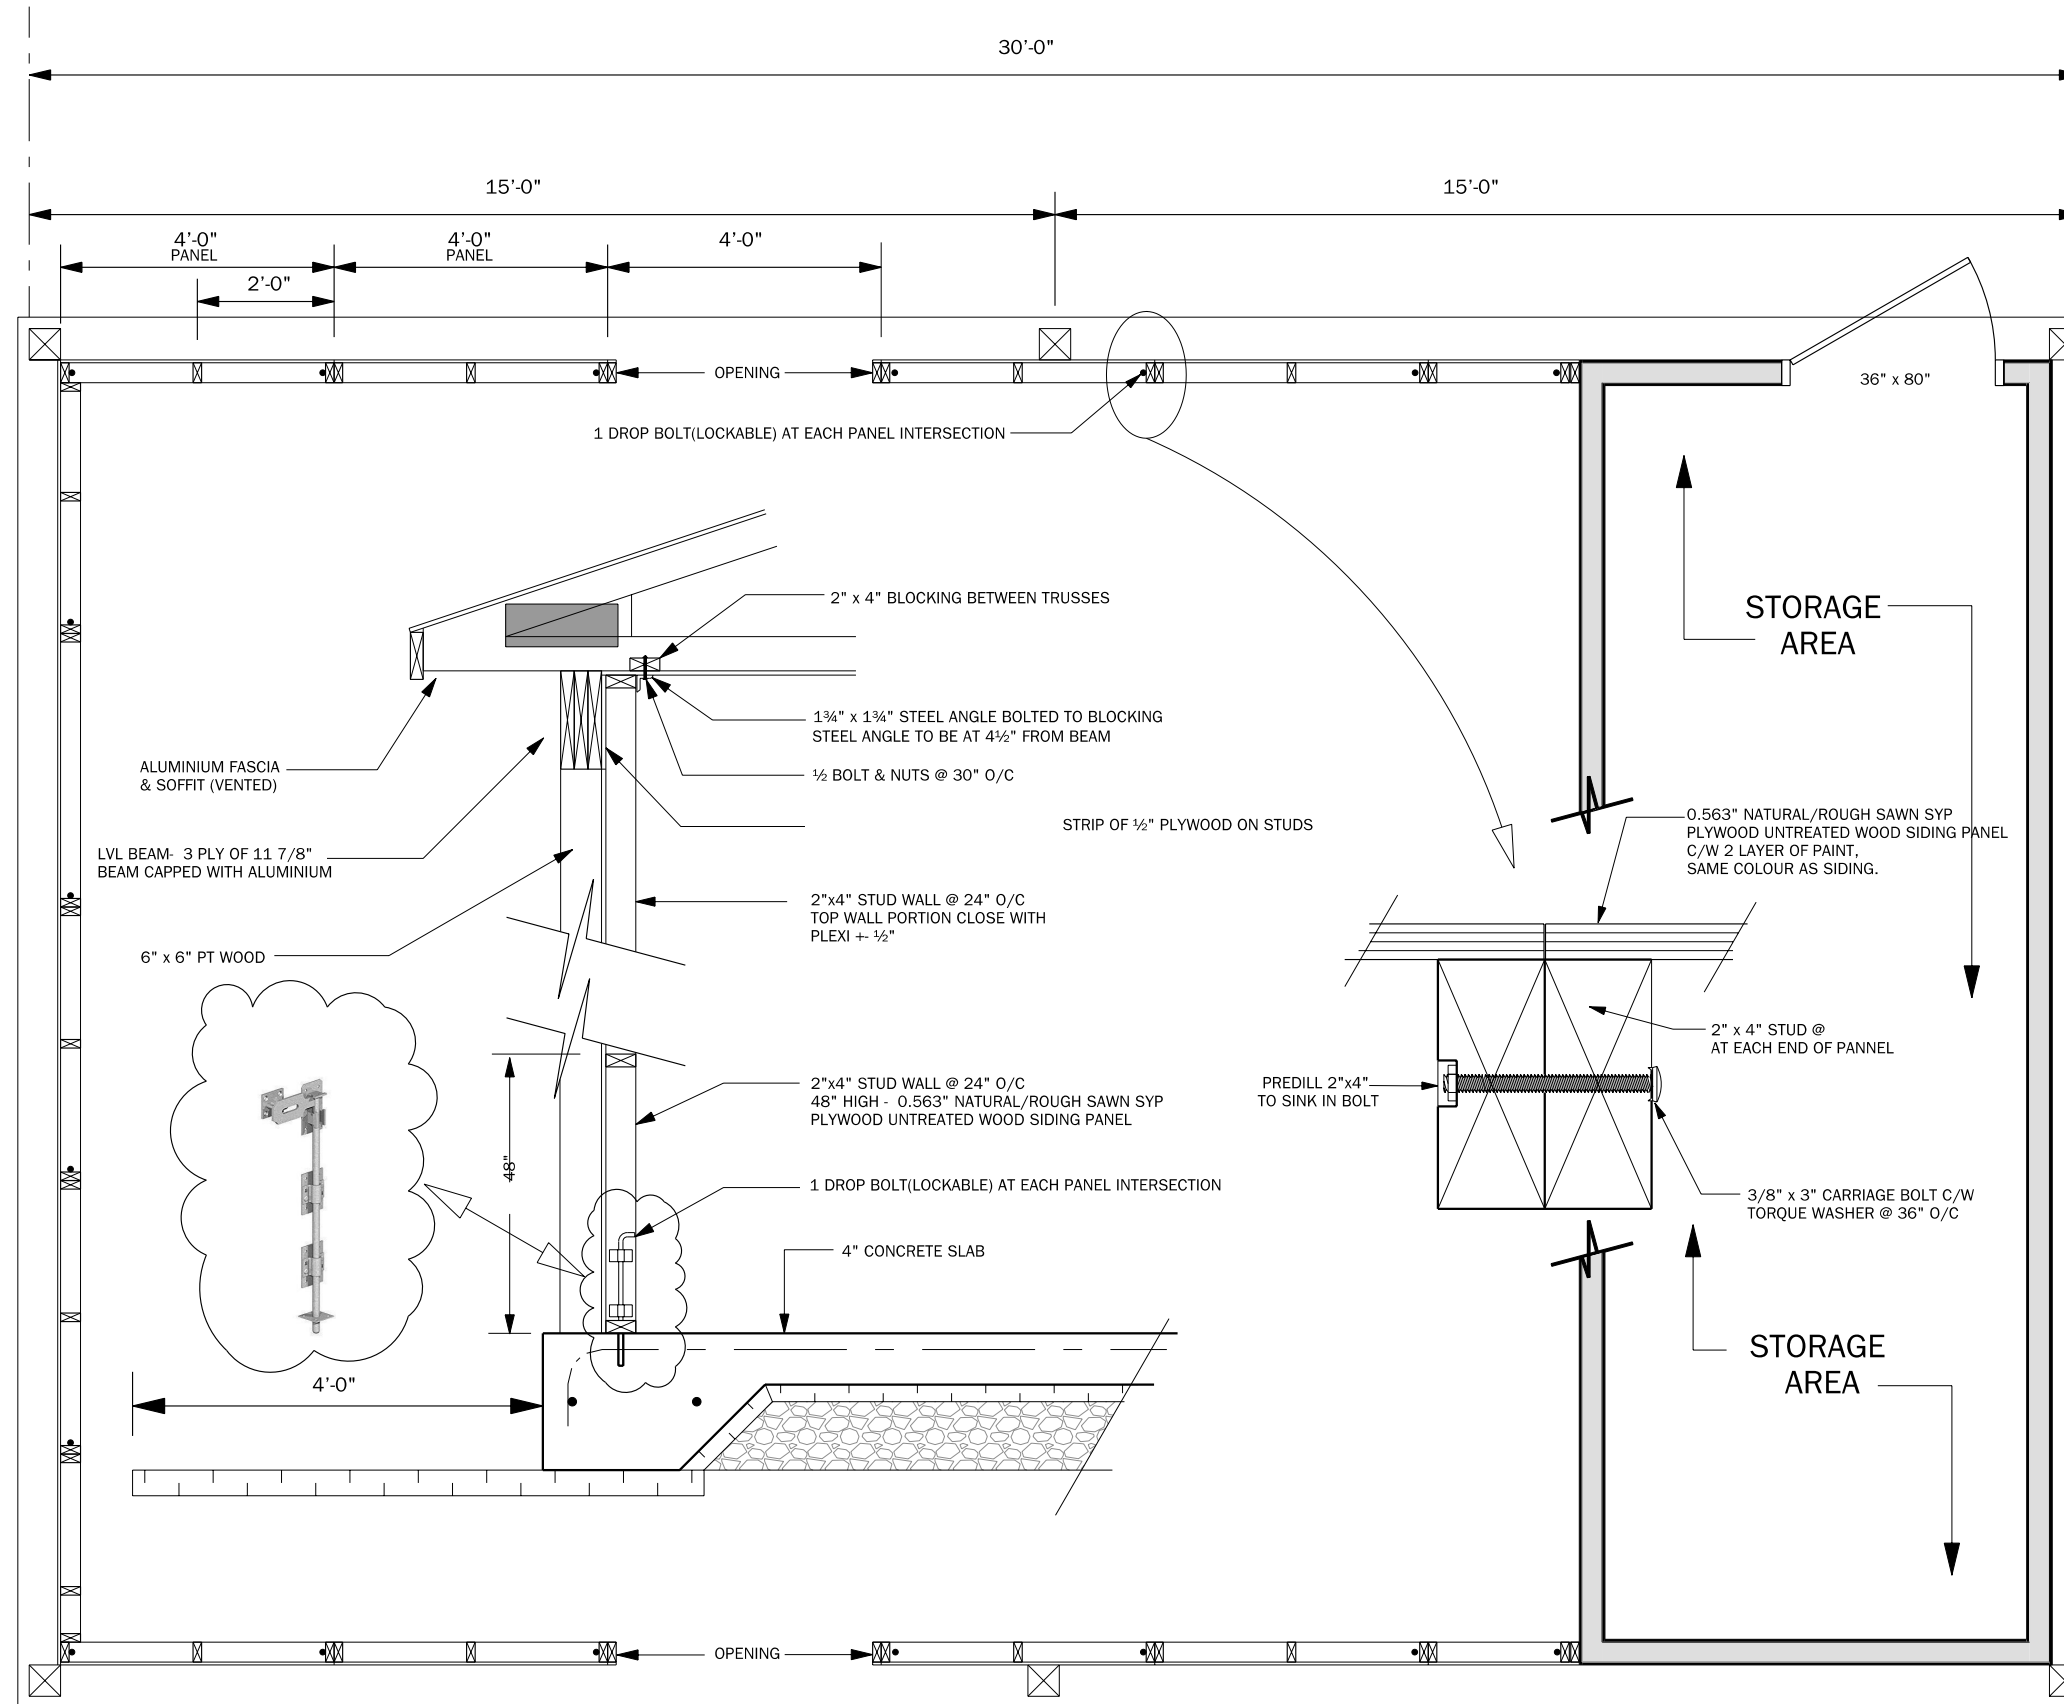 30'-0"
15'-0"
15'-0"
4'-0"
PANEL
4'-0"
PANEL
4'-0"
2'-0"
OPENING
36" x 80"
1 DROP BOLT(LOCKABLE) AT EACH PANEL INTERSECTION
2" x 4" BLOCKING BETWEEN TRUSSES
STORAGE
AREA
1¾" x 1¾" STEEL ANGLE BOLTED TO BLOCKING
STEEL ANGLE TO BE AT 4½" FROM BEAM
ALUMINIUM FASCIA
& SOFFIT (VENTED)
½ BOLT & NUTS @ 30" O/C
STRIP OF ½" PLYWOOD ON STUDS
0.563" NATURAL/ROUGH SAWN SYP
PLYWOOD UNTREATED WOOD SIDING PANEL
C/W 2 LAYER OF PAINT,
SAME COLOUR AS SIDING.
LVL BEAM-  3 PLY OF 11 7/8"
BEAM CAPPED WITH ALUMINIUM
2"x4" STUD WALL @ 24" O/C
TOP WALL PORTION CLOSE WITH
PLEXI +- ½"
6" x 6" PT WOOD
2" x 4" STUD @
AT EACH END OF PANNEL
2"x4" STUD WALL @ 24" O/C
48" HIGH -  0.563" NATURAL/ROUGH SAWN SYP
PLYWOOD UNTREATED WOOD SIDING PANEL
PREDILL 2"x4"
TO SINK IN BOLT
48"
1 DROP BOLT(LOCKABLE) AT EACH PANEL INTERSECTION
3/8" x 3" CARRIAGE BOLT C/W
TORQUE WASHER @ 36" O/C
4" CONCRETE SLAB
STORAGE
AREA
4'-0"
OPENING